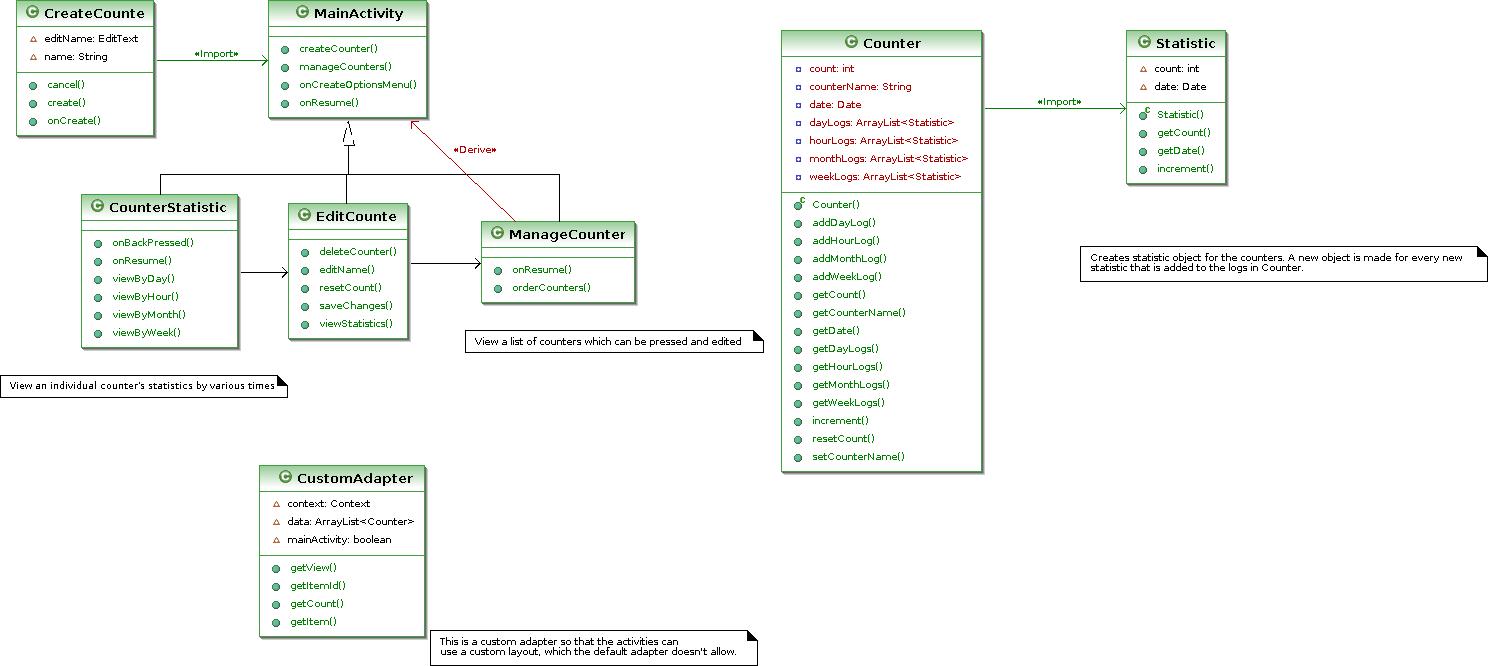 CreateCounte
editName: EditText
name: String
cancel()
create()
onCreate()
«Import»
MainActivity
createCounter()
manageCounters()
onCreateOptionsMenu()
onResume()
«Derive»
CounterStatistic
onBackPressed()
onResume()
viewByDay()
viewByHour()
viewByMonth()
viewByWeek()
EditCounte
deleteCounter()
editName()
resetCount()
saveChanges()
viewStatistics()
ManageCounter
onResume()
orderCounters()
View a list of counters which can be pressed and edited
View an individual counter's statistics by various times
CustomAdapter
context: Context
data: ArrayList<Counter>
mainActivity: boolean
getView()
getItemId()
getCount()
getItem()
This is a custom adapter so that the activities can
use a custom layout, which the default adapter doesn't allow.
Counter
count: int
counterName: String
date: Date
dayLogs: ArrayList<Statistic>
hourLogs: ArrayList<Statistic>
monthLogs: ArrayList<Statistic>
weekLogs: ArrayList<Statistic>
Counter()
addDayLog()
addHourLog()
addMonthLog()
addWeekLog()
getCount()
getCounterName()
getDate()
getDayLogs()
getHourLogs()
getMonthLogs()
getWeekLogs()
increment()
resetCount()
setCounterName()
«Import»
Statistic
count: int
date: Date
Statistic()
getCount()
getDate()
increment()
Creates statistic object for the counters. A new object is made for every new
statistic that is added to the logs in Counter.